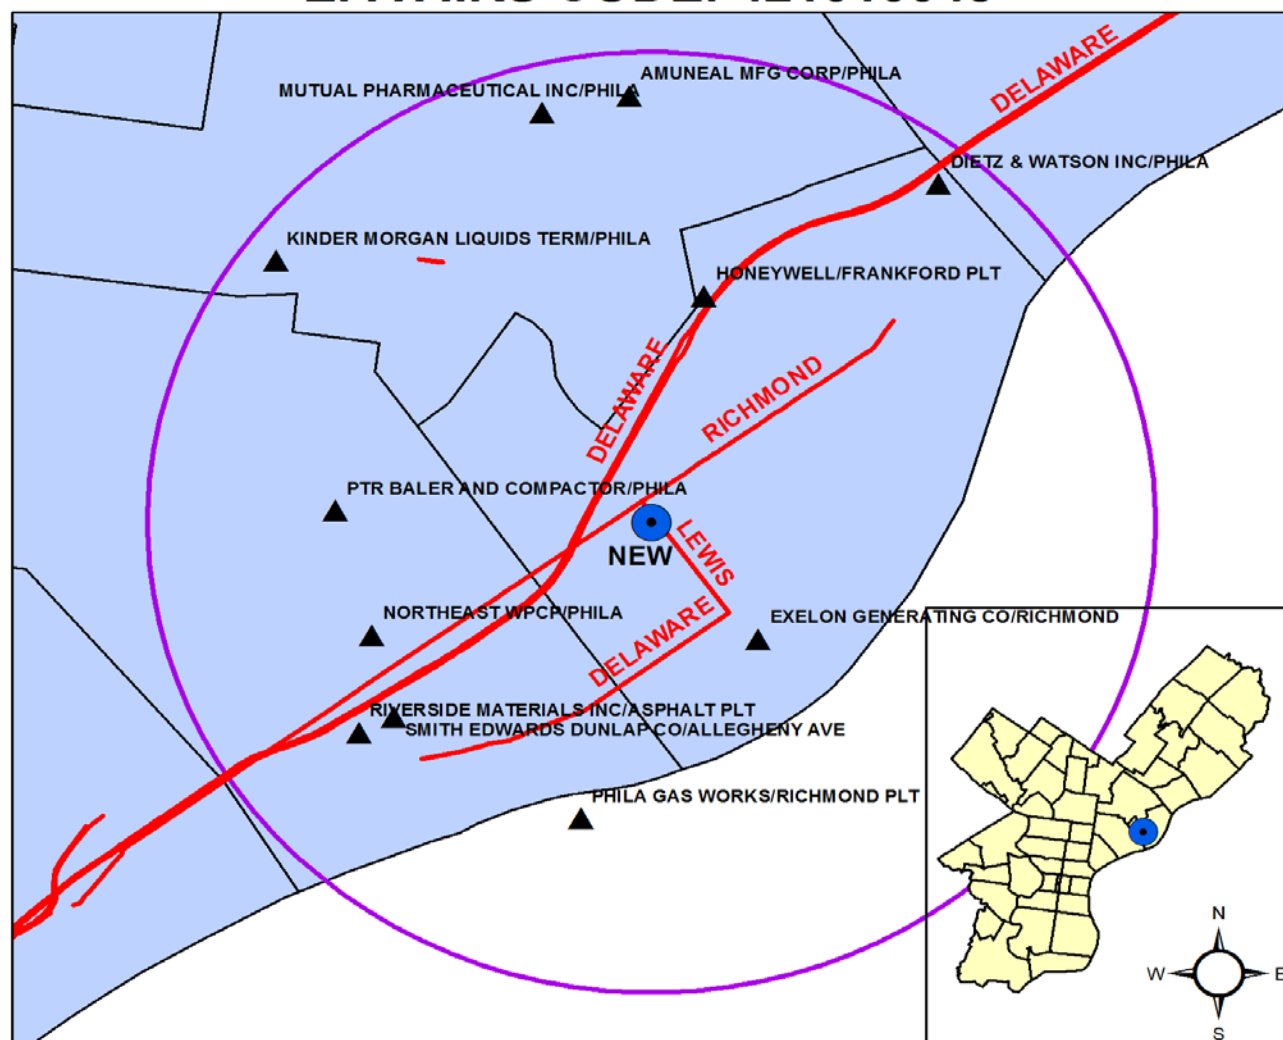 AMUNEAL MFG CORP/PHILA
MUTUAL PHARMACEUTICAL INC/PHILA
DELAWARE
DIETZ & WATSON INC/PHILA
KINDER MORGAN LIQUIDS TERM/PHILA
HONEYWELL/FRANKFORD PLT
DELAWARE
RICHMOND
PTR BALER AND COMPACTOR/PHILA
NEW
LEWIS
NORTHEAST WPCP/PHILA
DELAWARE
EXELON GENERATING CO/RICHMOND
RIVERSIDE MATERIALS INC/ASPHALT PLT
SMITH EDWARDS DUNLAP CO/ALLEGHENY AVE
PHILA GAS WORKS/RICHMOND PLT
N
W
E
S